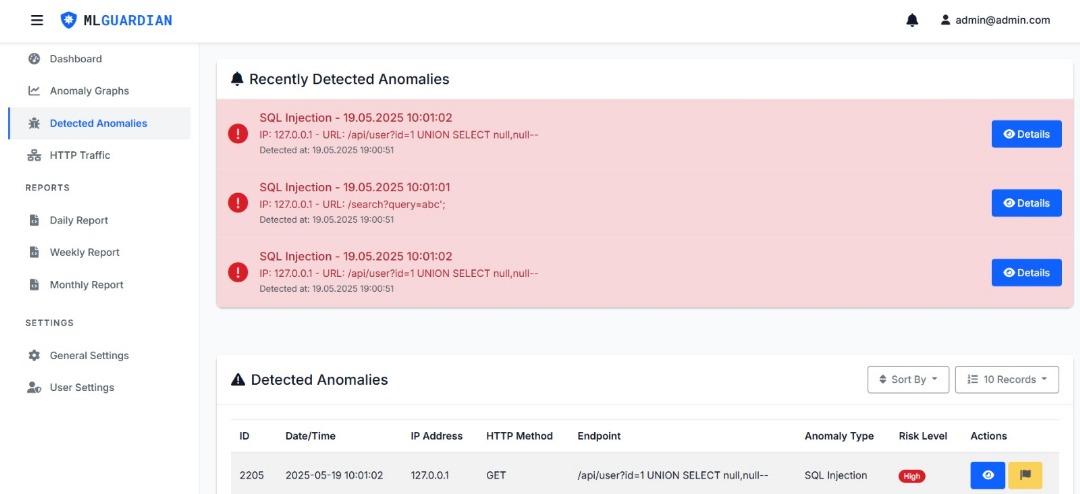 MLGUARDIAN
admin@admin.com
Dashboard
Anomaly Graphs
Detected Anomalies
HTTP Traffic
REPORTS
Daily Report
Weekly Report
Monthly Report
SETTINGS
General Settings
User Settings
Recently Detected Anomalies
SQL Injection - 19.05.2025 10:01:02
IP: 127.0.0.1 - URL: /api/user?id=1 UNION SELECT null,null--
Detected at: 19.05.2025 19:00:51
Details
SQL Injection - 19.05.2025 10:01:01
IP: 127.0.0.1 - URL: /search?query=abc';
Detected at: 19.05.2025 19:00:51
Details
SQL Injection - 19.05.2025 10:01:02
IP: 127.0.0.1 - URL: /api/user?id=1 UNION SELECT null,null--
Detected at: 19.05.2025 19:00:51
Details
Detected Anomalies
Sort By
10 Records
ID Date/Time IP Address HTTP Method Endpoint Anomaly Type Risk Level Actions
2205 2025-05-19 10:01:02 127.0.0.1 GET /api/user?id=1 UNION SELECT null,null-- SQL Injection High